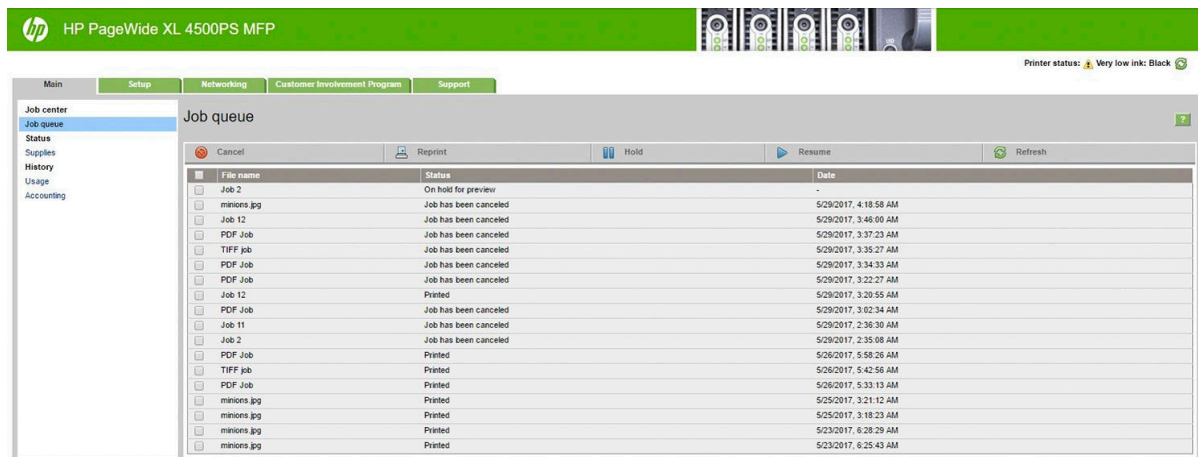 hp HP PageWide XL 4500PS MFP
Printer status: Very low ink: Black
Main Setup Networking Customer Involvement Program Support
Job center
Job queue
Status
Supplies
History
Usage
Accounting
Job queue
?
Cancel Reprint Hold Resume Refresh
File name Status Date
Job 2 On hold for preview -
minions.jpg Job has been canceled 5/29/2017, 4:18:58 AM
Job 12 Job has been canceled 5/29/2017, 3:46:00 AM
PDF Job Job has been canceled 5/29/2017, 3:37:23 AM
TIFF job Job has been canceled 5/29/2017, 3:35:27 AM
PDF Job Job has been canceled 5/29/2017, 3:34:33 AM
PDF Job Job has been canceled 5/29/2017, 3:22:27 AM
Job 12 Printed 5/29/2017, 3:20:55 AM
PDF Job Job has been canceled 5/29/2017, 3:02:34 AM
Job 11 Job has been canceled 5/29/2017, 2:36:30 AM
Job 2 Job has been canceled 5/29/2017, 2:35:08 AM
PDF Job Printed 5/26/2017, 5:58:26 AM
TIFF job Printed 5/26/2017, 5:42:56 AM
PDF Job Printed 5/26/2017, 5:33:13 AM
minions.jpg Printed 5/25/2017, 3:21:12 AM
minions.jpg Printed 5/25/2017, 3:18:23 AM
minions.jpg Printed 5/23/2017, 6:28:29 AM
minions.jpg Printed 5/23/2017, 6:25:43 AM